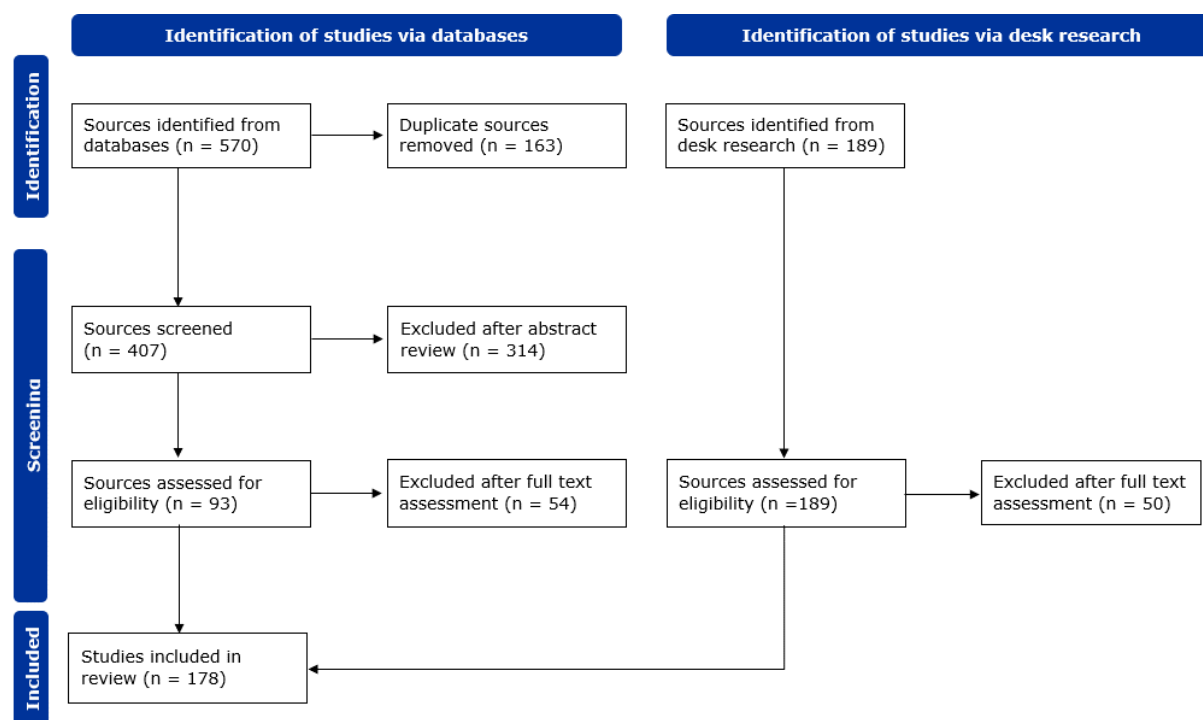 Identification of studies via databases
Identification of studies via desk research
Identification
Sources identified from
databases (n = 570)
Duplicate sources
removed (n = 163)
Sources identified from
desk research (n = 189)
Screening
Sources screened
(n = 407)
Excluded after abstract
review (n = 314)
Sources assessed for
eligibility (n = 93)
Excluded after full text
assessment (n = 54)
Sources assessed for
eligibility (n =189)
Excluded after full text
assessment (n = 50)
Included
Studies included in
review (n = 178)